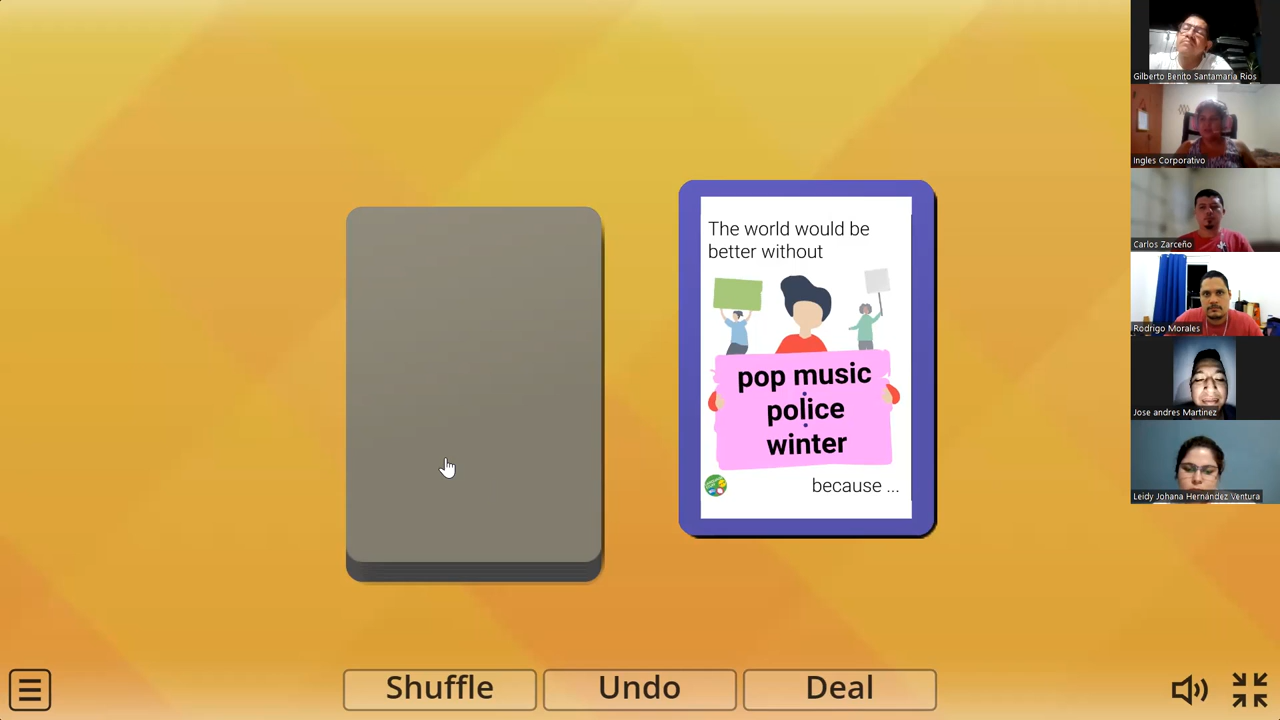 The world would be
better without
pop music
police
winter
because ...
Shuffle
Undo
Deal
Gilberto Benito Santamaria Rios
Ingles Corporativo
Carlos Zarceño
Rodrigo Morales
Jose andres Martinez
Leidy Johana Hernández Ventura